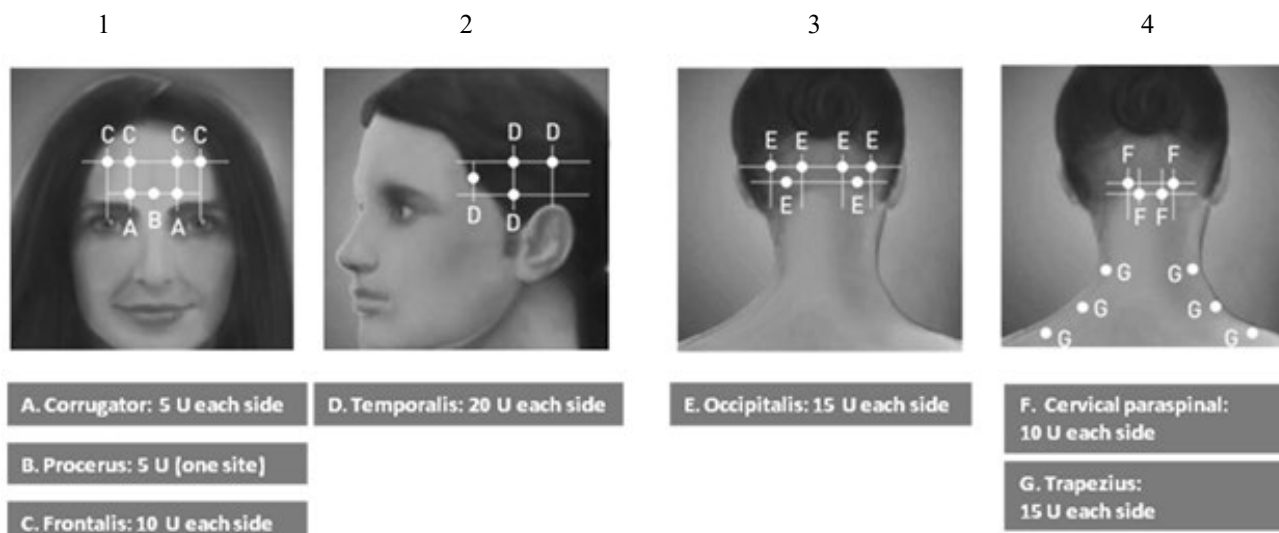 1 2 3 4
C C C C
A B A
D D
D D
E E E E
E E
F F
F F
G G
G G
G G
A. Corrugator: 5 U each side
B. Procerus: 5 U (one site)
C. Frontalis: 10 U each side
D. Temporalis: 20 U each side
E. Occipitalis: 15 U each side
F. Cervical paraspinal:
10 U each side
G. Trapezius:
15 U each side